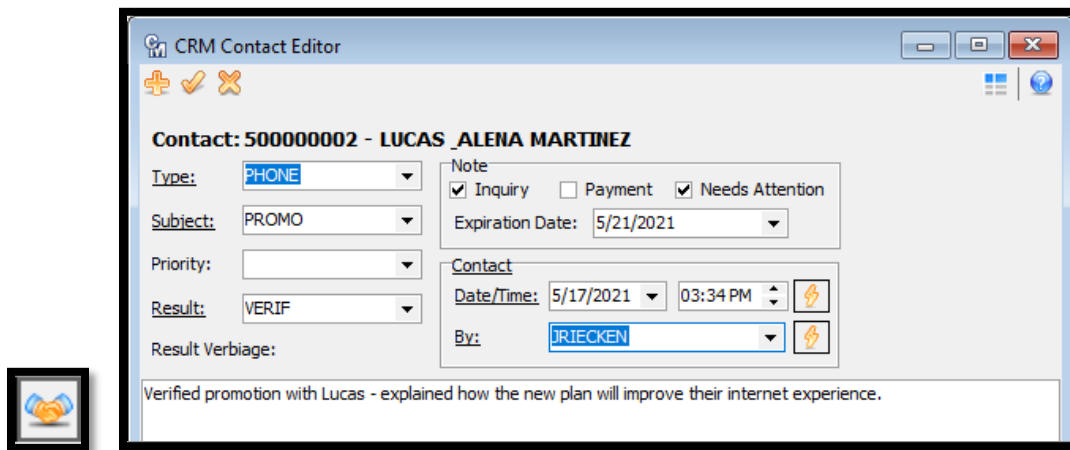 CRM Contact Editor
Contact: 500000002 - LUCAS _ALENA MARTINEZ
Type: PHONE
Subject: PROMO
Priority:
Result: VERIF
Result Verbiage:
Note
Inquiry Payment Needs Attention
Expiration Date: 5/21/2021
Contact
Date/Time: 5/17/2021 03:34 PM
By: JRIECKEN
Verified promotion with Lucas - explained how the new plan will improve their internet experience.